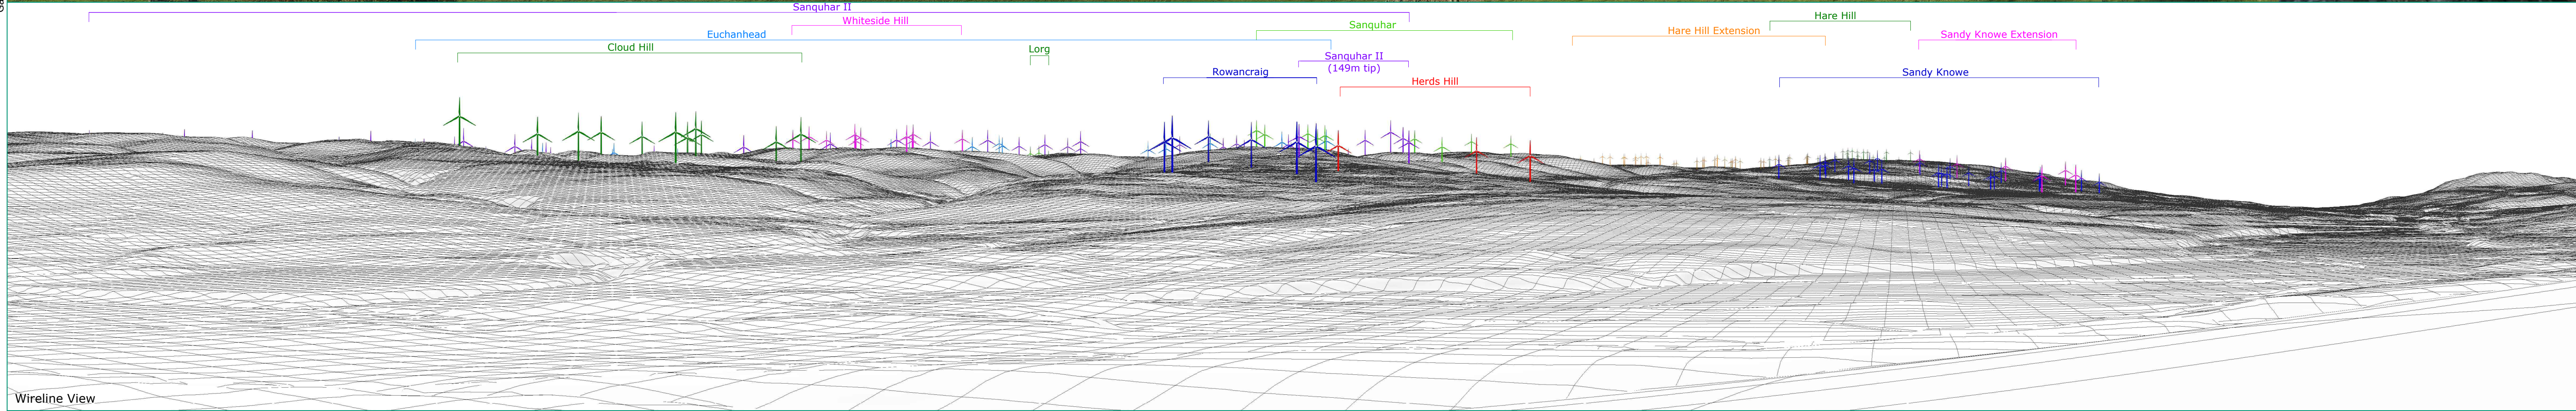 Sanquhar II
Hare Hill
Whiteside Hill
Sanquhar
Hare Hill Extension
Euchanhead
Sandy Knowe Extension
Cloud Hill
Lorg
Sanquhar II
(149m tip)
Rowancraig
Sandy Knowe
Herds Hill
Wireline View